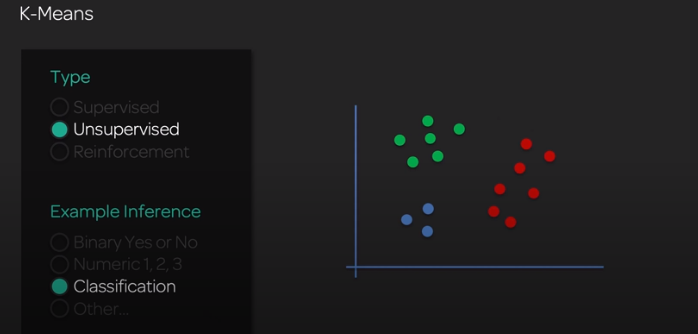 K-Means
Type
Supervised
Unsupervised
Reinforcement
Example Inference
Binary Yes or No
Numeric 1, 2, 3
Classification
Other...